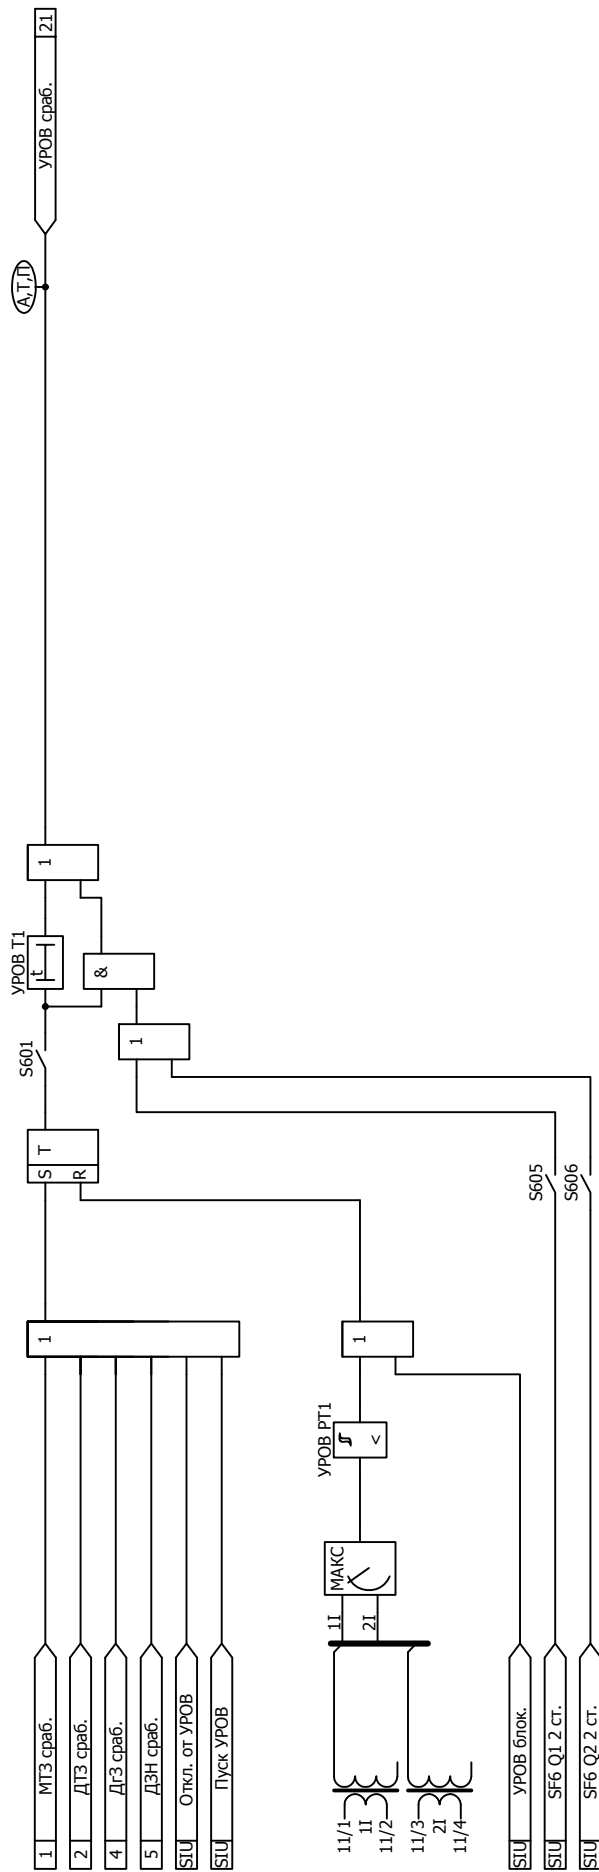 1 МТЗ сраб.
2 ДТЗ сраб.
4 ДгЗ сраб.
5 ДЗН сраб.
SIU Откл. от УРОВ
SIU Пуск УРОВ
1
S T
R
S601
УРОВ T1
t
&
1
1
А,Т,П
УРОВ сраб. 21
11/1
1I
11/2
11/3
2I
11/4
1I
2I
МАКС
УРОВ РТ1
<
1
SIU УРОВ блок.
SIU SF6 Q1 2 ст.
SIU SF6 Q2 2 ст.
S605
S606